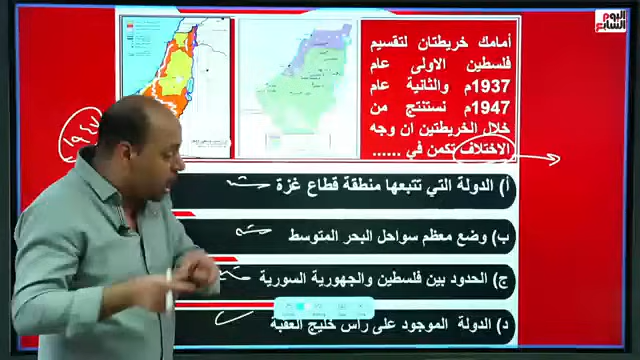 اليوم السابع
أمامك خريطتان لتقسيم
فلسطين الاولى عام
1937م والثانية عام
1947م نستنتج من
خلال الخريطتين ان وجه
الاختلاف تكمن في ......
١٩٤٧
أ) الدولة التي تتبعها منطقة قطاع غزة
ب) وضع معظم سواحل البحر المتوسط
ج) الحدود بين فلسطين والجهورية السورية
د) الدولة الموجود على راس خليج العقبة